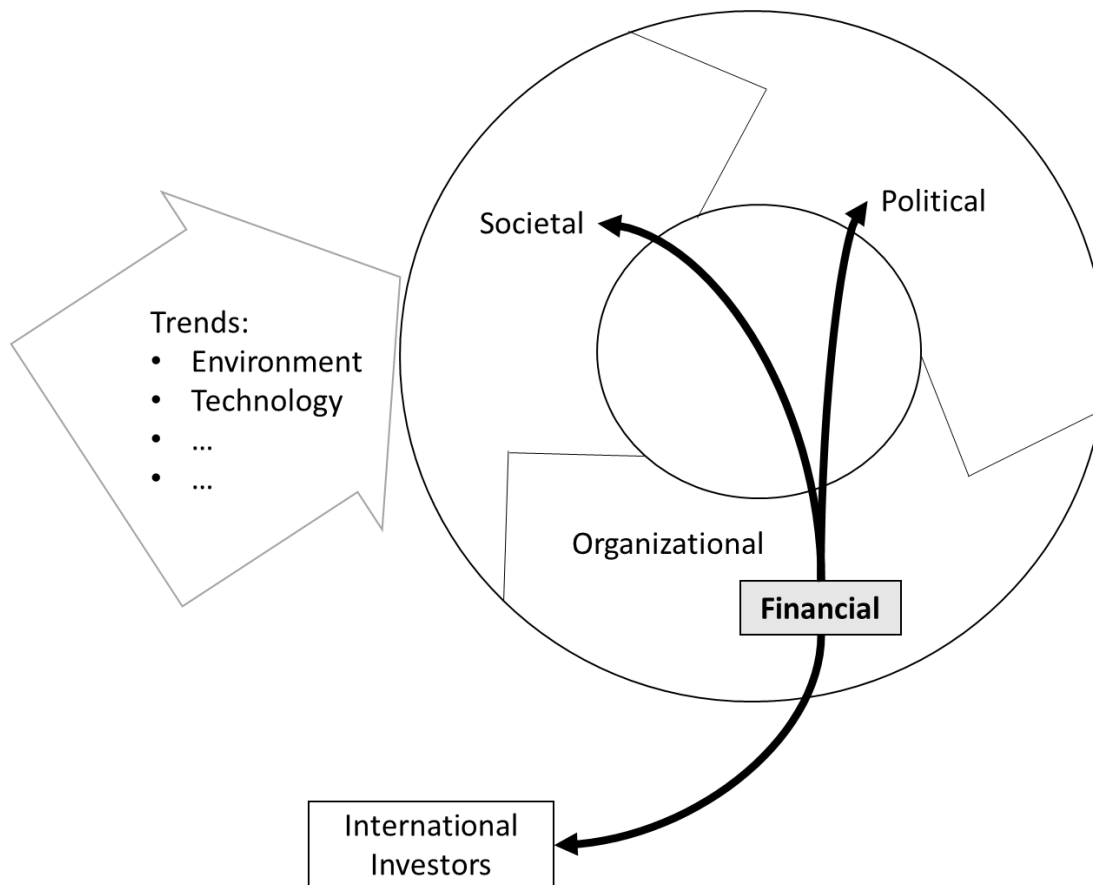 Political
Societal
Trends:
• Environment
• Technology
• ...
• ...
Organizational
Financial
International
Investors